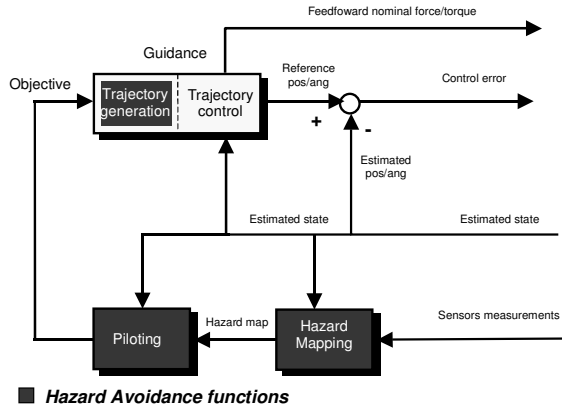 Feedfoward nominal force/torque
Guidance
Objective
Trajectory
generation
Trajectory
control
Reference
pos/ang
Control error
+
-
Estimated
pos/ang
Estimated state
Estimated state
Piloting
Hazard map
Hazard
Mapping
Sensors measurements
Hazard Avoidance functions